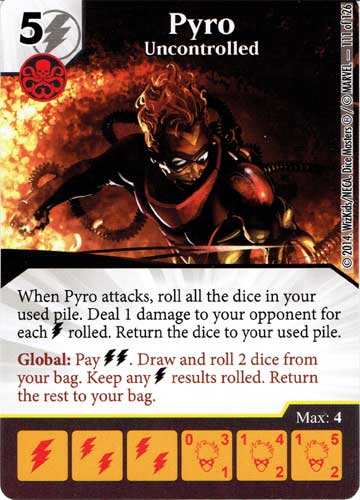 5
Pyro
Uncontrolled
© 2014. WizKids/NECA. Dice Masters ©/ © MARVEL — 111 of 126
When Pyro attacks, roll all the dice in your
used pile. Deal 1 damage to your opponent for
each rolled. Return the dice to your used pile.
Global: Pay . Draw and roll 2 dice from
your bag. Keep any results rolled. Return
the rest to your bag.
Max: 4
0 3
2
1 4
2
1 5
2